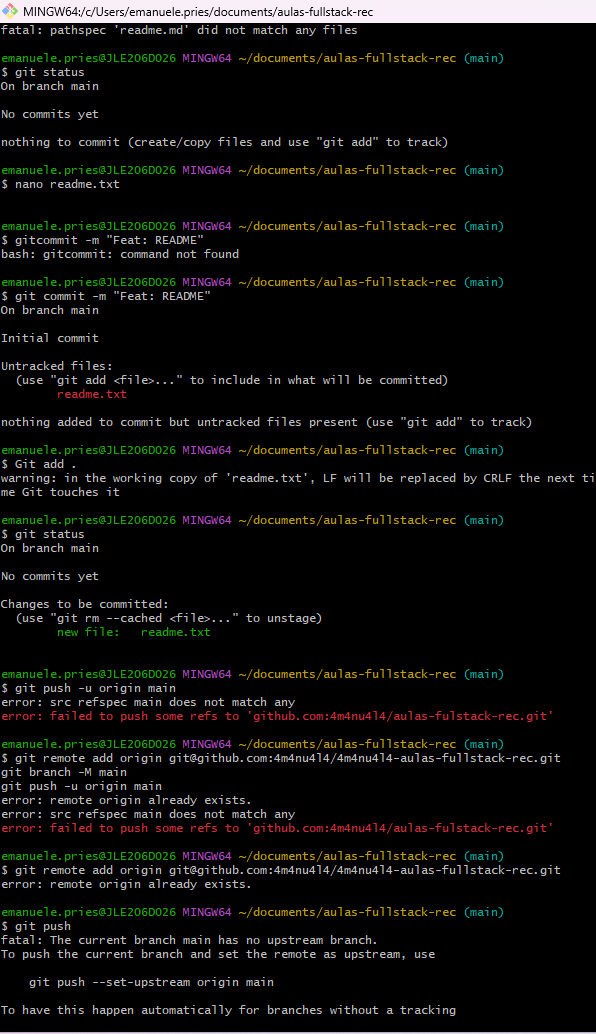 MINGW64:/c/Users/emanuele.pries/documents/aulas-fullstack-rec
fatal: pathspec 'readme.md' did not match any files
emanuele.pries@JLE206D026 MINGW64 ~/documents/aulas-fullstack-rec (main)
$ git status
On branch main
No commits yet
nothing to commit (create/copy files and use "git add" to track)
emanuele.pries@JLE206D026 MINGW64 ~/documents/aulas-fullstack-rec (main)
$ nano readme.txt
emanuele.pries@JLE206D026 MINGW64 ~/documents/aulas-fullstack-rec (main)
$ gitcommit -m "Feat: README"
bash: gitcommit: command not found
emanuele.pries@JLE206D026 MINGW64 ~/documents/aulas-fullstack-rec (main)
$ git commit -m "Feat: README"
On branch main
Initial commit
Untracked files:
(use "git add <file>..." to include in what will be committed)
readme.txt
nothing added to commit but untracked files present (use "git add" to track)
emanuele.pries@JLE206D026 MINGW64 ~/documents/aulas-fullstack-rec (main)
$ Git add .
warning: in the working copy of 'readme.txt', LF will be replaced by CRLF the next ti
me Git touches it
emanuele.pries@JLE206D026 MINGW64 ~/documents/aulas-fullstack-rec (main)
$ git status
On branch main
No commits yet
Changes to be committed:
(use "git rm --cached <file>..." to unstage)
new file:   readme.txt
emanuele.pries@JLE206D026 MINGW64 ~/documents/aulas-fullstack-rec (main)
$ git push -u origin main
error: src refspec main does not match any
error: failed to push some refs to 'github.com:4m4nu4l4/aulas-fulstack-rec.git'
emanuele.pries@JLE206D026 MINGW64 ~/documents/aulas-fullstack-rec (main)
$ git remote add origin git@github.com:4m4nu4l4/4m4nu4l4-aulas-fullstack-rec.git
git branch -M main
git push -u origin main
error: remote origin already exists.
error: src refspec main does not match any
error: failed to push some refs to 'github.com:4m4nu4l4/aulas-fulstack-rec.git'
emanuele.pries@JLE206D026 MINGW64 ~/documents/aulas-fullstack-rec (main)
$ git remote add origin git@github.com:4m4nu4l4/4m4nu4l4-aulas-fullstack-rec.git
error: remote origin already exists.
emanuele.pries@JLE206D026 MINGW64 ~/documents/aulas-fullstack-rec (main)
$ git push
fatal: The current branch main has no upstream branch.
To push the current branch and set the remote as upstream, use
git push --set-upstream origin main
To have this happen automatically for branches without a tracking